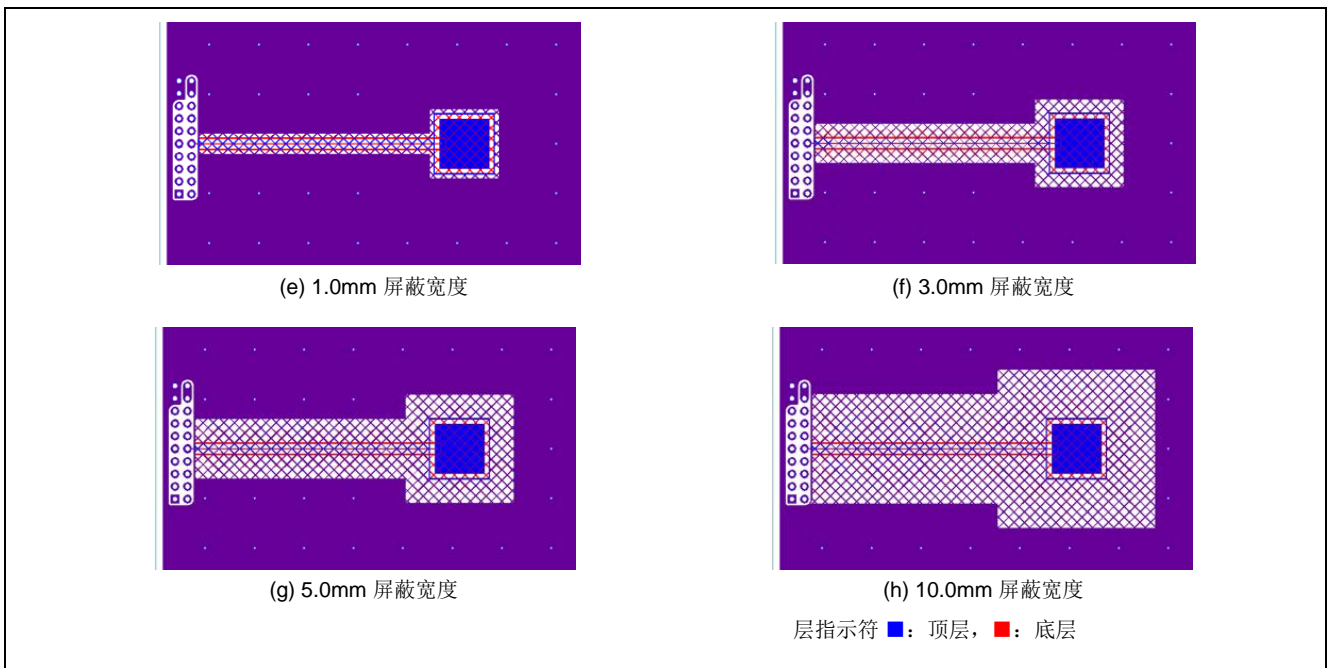 (e) 1.0mm 屏蔽宽度
(f) 3.0mm 屏蔽宽度
(g) 5.0mm 屏蔽宽度
(h) 10.0mm 屏蔽宽度
层指示符 ■：顶层，■：底层